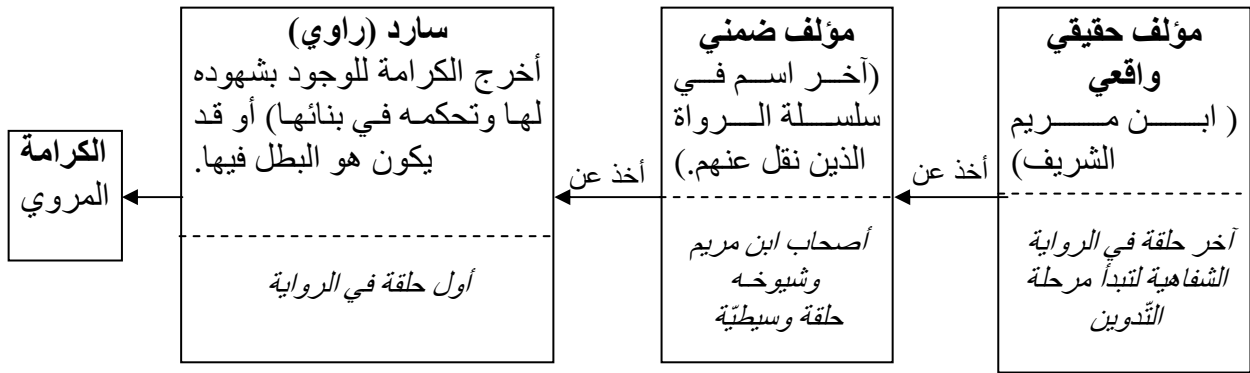 مؤلف حقيقي
واقعي
( ابن مريم
الشريف)
آخر حلقة في الرواية
الشفاهية لتبدأ مرحلة
التّدوين
أخذ عن
مؤلف ضمني
(آخر اسم في
سلسلة الرواة
الذين نقل عنهم.)
أصحاب ابن مريم
وشيوخه
حلقة وسيطيّة
أخذ عن
سارد (راوي)
أخرج الكرامة للوجود بشهوده
لها وتحكمه في بنائها) أو قد
يكون هو البطل فيها.
أول حلقة في الرواية
الكرامة
المروي